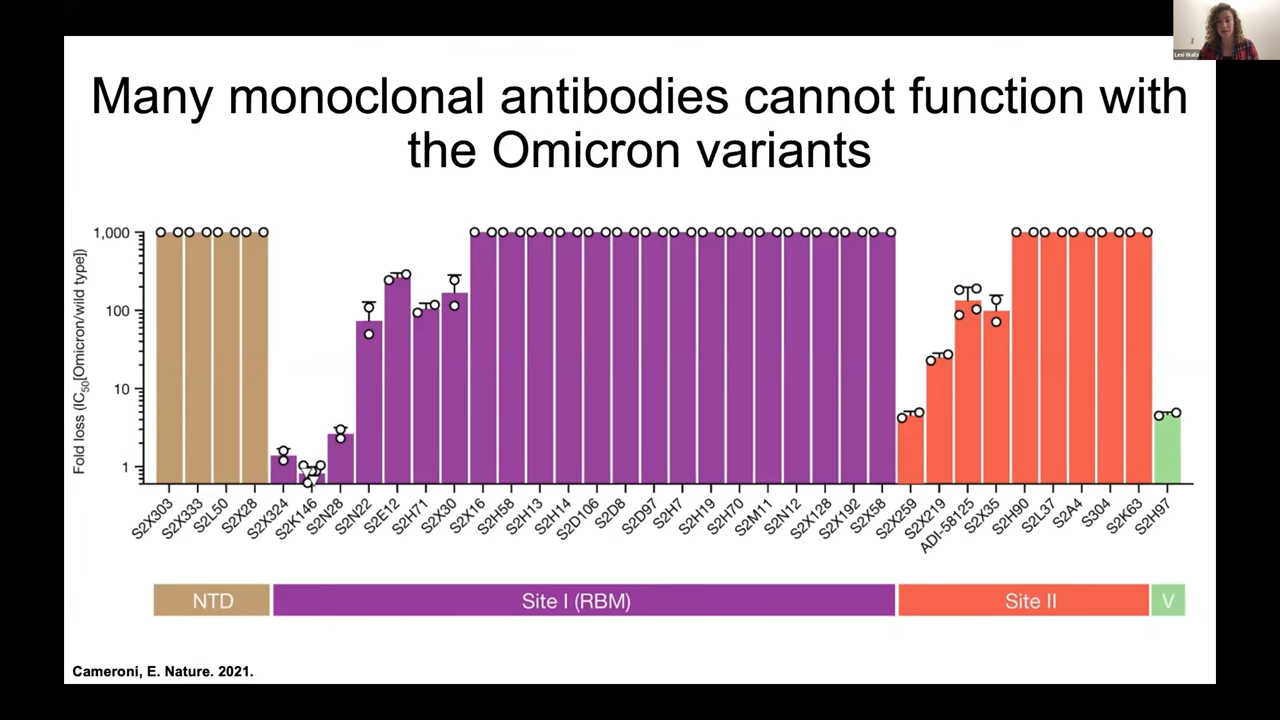 Lexi Walls
Many monoclonal antibodies cannot function with
the Omicron variants
Fold loss (IC50[Omicron/wild type])
1,000
100
10
1
S2X303
S2X333
S2L50
S2X28
S2X324
S2K146
S2N28
S2N22
S2E12
S2H71
S2X30
S2X16
S2H58
S2H13
S2H14
S2D106
S2D8
S2D97
S2H7
S2H19
S2H70
S2M11
S2N12
S2X128
S2X192
S2X58
S2X259
S2X219
ADI-58125
S2X35
S2H90
S2L37
S2A4
S304
S2K63
S2H97
NTD
Site I (RBM)
Site II
V
Cameroni, E. Nature. 2021.